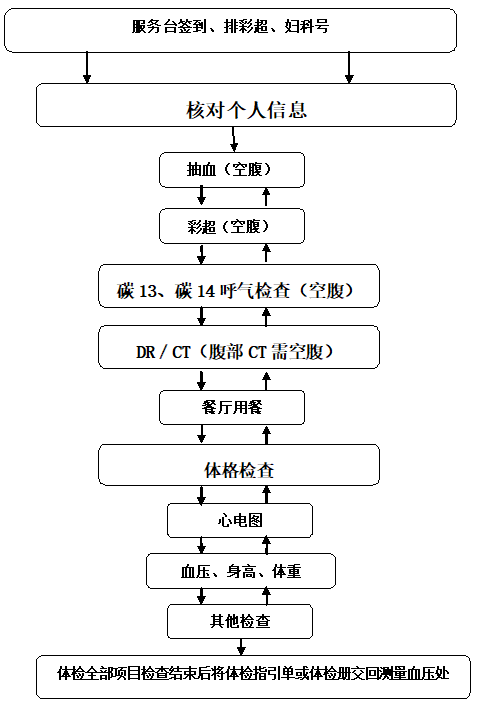 服务台签到、排彩超、妇科号
核对个人信息
抽血（空腹）
彩超（空腹）
碳13、碳14呼气检查（空腹）
DR／CT（腹部CT需空腹）
餐厅用餐
体格检查
心电图
血压、身高、体重
其他检查
体检全部项目检查结束后将体检指引单或体检册交回测量血压处